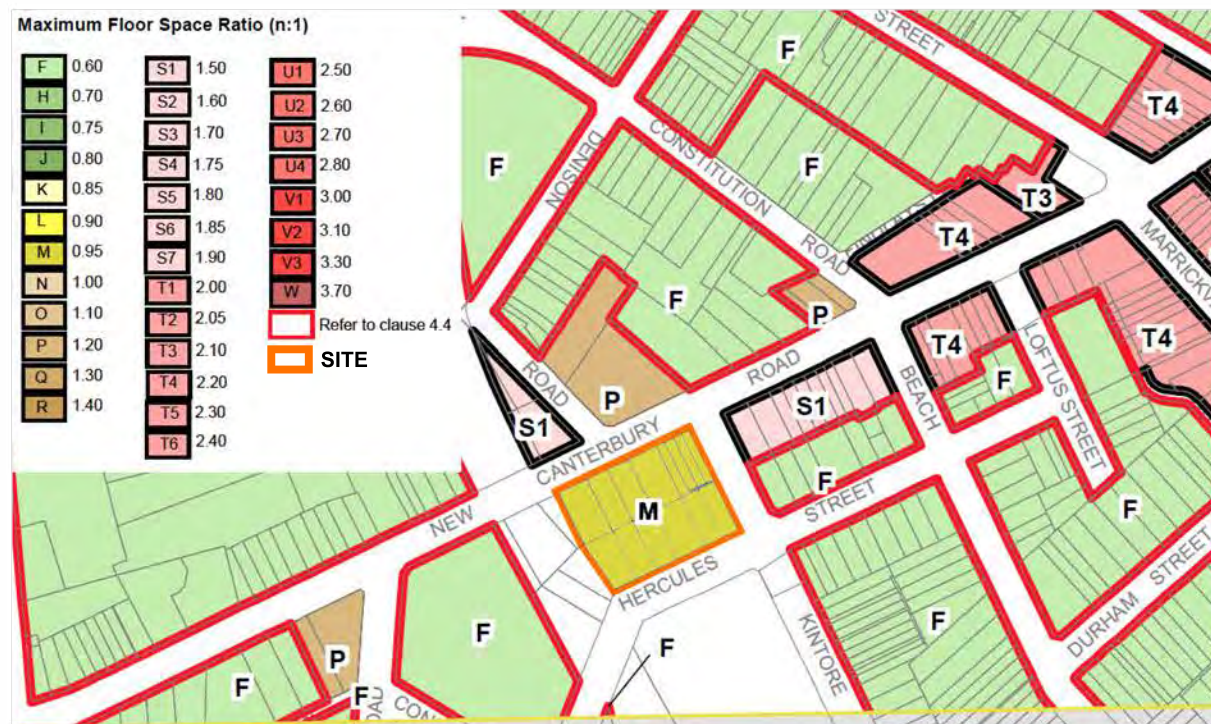 Maximum Floor Space Ratio (n:1)
F 0.60
H 0.70
I 0.75
J 0.80
K 0.85
L 0.90
M 0.95
N 1.00
O 1.10
P 1.20
Q 1.30
R 1.40
S1 1.50
S2 1.60
S3 1.70
S4 1.75
S5 1.80
S6 1.85
S7 1.90
T1 2.00
T2 2.05
T3 2.10
T4 2.20
T5 2.30
T6 2.40
U1 2.50
U2 2.60
U3 2.70
U4 2.80
V1 3.00
V2 3.10
V3 3.30
W 3.70
Refer to clause 4.4
SITE
STREET
F
T4
F
DENISON
CONSTITUTION
F
T3
ROAD
T4
MARRICKV
F
P
ROAD
T4
LOFTUS STREET
T4
ROAD
BEACH
F
P
S1
S1
CANTERBURY
F
M
STREET
F
NEW
HERCULES
DURHAM STREET
F
KINTORE
F
F
P
F
F
OAD
CON